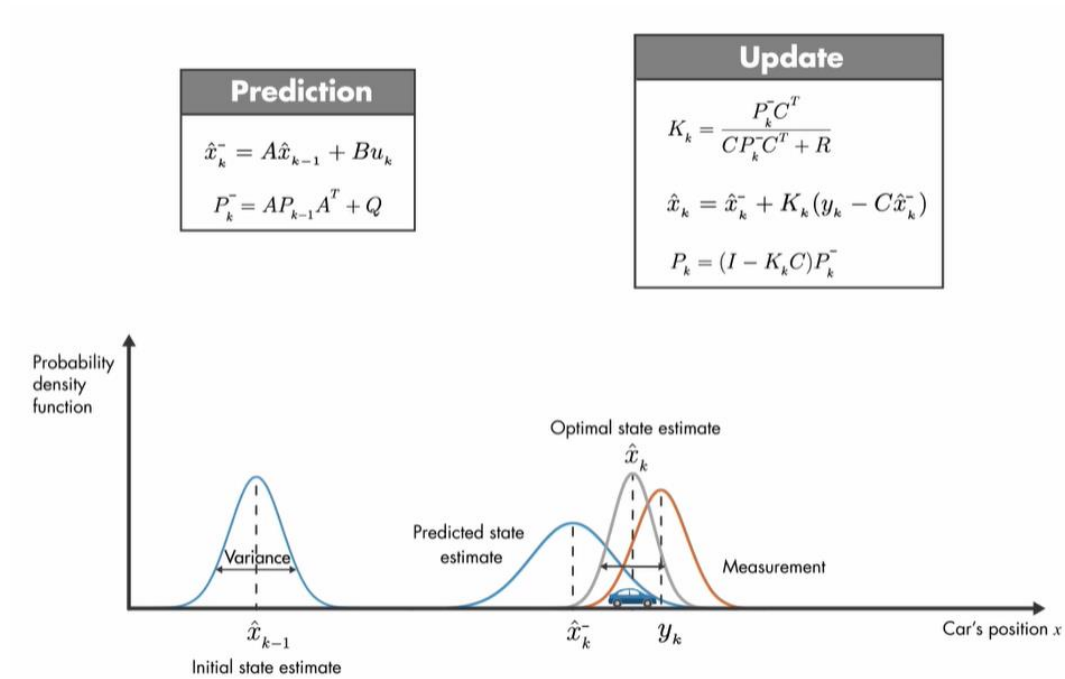 Prediction
x̂ₖ⁻ = Ax̂ₖ₋₁ + Buₖ
Pₖ⁻ = APₖ₋₁Aᵀ + Q
Update
Kₖ = Pₖ⁻Cᵀ / (CPₖ⁻Cᵀ + R)
x̂ₖ = x̂ₖ⁻ + Kₖ(yₖ − Cx̂ₖ⁻)
Pₖ = (I − KₖC)Pₖ⁻
Probability
density
function
Optimal state estimate
x̂ₖ
Predicted state
estimate
Variance
Measurement
x̂ₖ₋₁
x̂ₖ⁻
yₖ
Car's position x
Initial state estimate